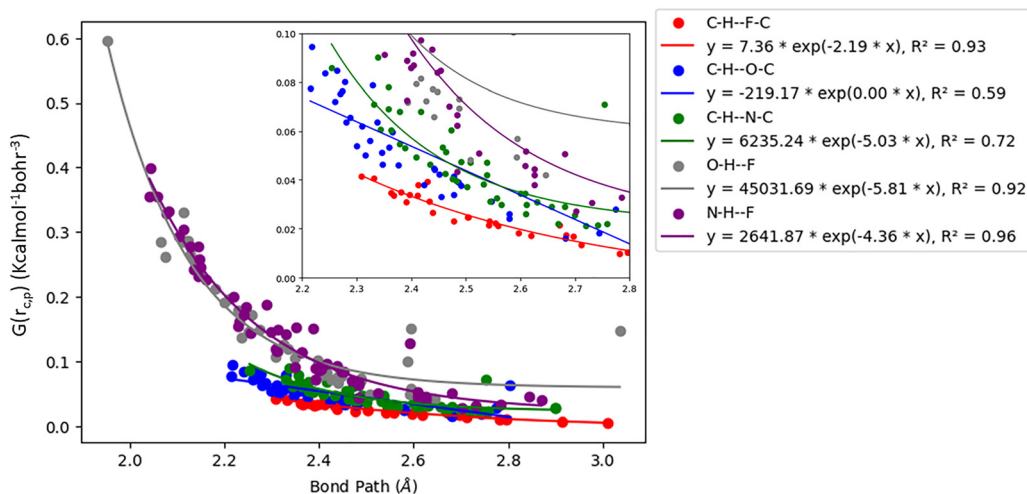 C-H--F-C
y = 7.36 * exp(-2.19 * x), R² = 0.93
C-H--O-C
y = -219.17 * exp(0.00 * x), R² = 0.59
C-H--N-C
y = 6235.24 * exp(-5.03 * x), R² = 0.72
O-H--F
y = 45031.69 * exp(-5.81 * x), R² = 0.92
N-H--F
y = 2641.87 * exp(-4.36 * x), R² = 0.96
G(r_{c,p}) (Kcalmol⁻¹bohr⁻³)
0.6
0.5
0.4
0.3
0.2
0.1
0.0
0.10
0.08
0.06
0.04
0.02
0.00
2.2 2.3 2.4 2.5 2.6 2.7 2.8
2.0 2.2 2.4 2.6 2.8 3.0
Bond Path (Å)